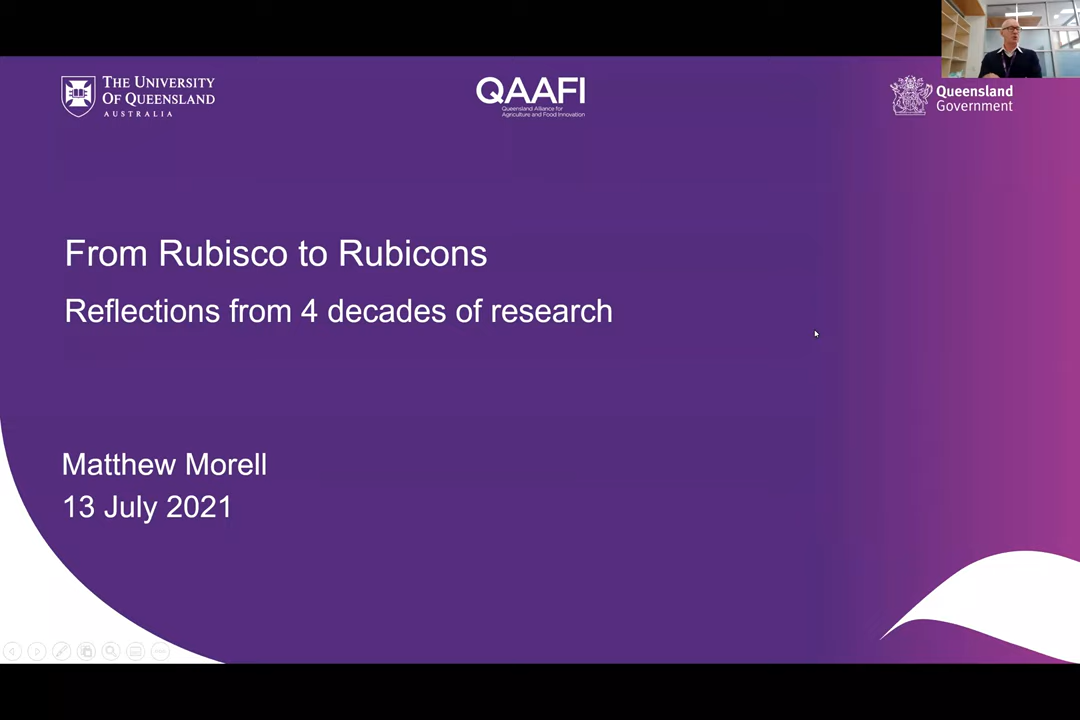 THE UNIVERSITY
OF QUEENSLAND
AUSTRALIA
QAAFI
Queensland Alliance for
Agriculture and Food Innovation
Queensland
Government
From Rubisco to Rubicons
Reflections from 4 decades of research
Matthew Morell
13 July 2021